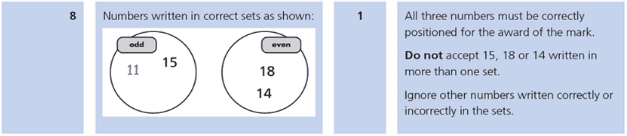 8
Numbers written in correct sets as shown:
odd
even
11
15
18
14
1
All three numbers must be correctly
positioned for the award of the mark.
Do not accept 15, 18 or 14 written in
more than one set.
Ignore other numbers written correctly or
incorrectly in the sets.